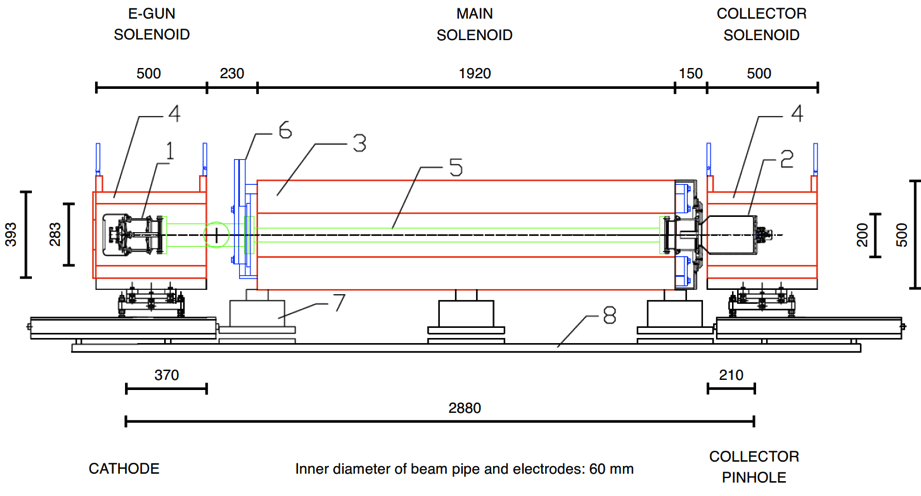 E-GUN
SOLENOID
MAIN
SOLENOID
COLLECTOR
SOLENOID
500
230
1920
150
500
4
1
6
3
5
4
2
393
283
200
500
7
8
370
210
2880
CATHODE
Inner diameter of beam pipe and electrodes: 60 mm
COLLECTOR
PINHOLE